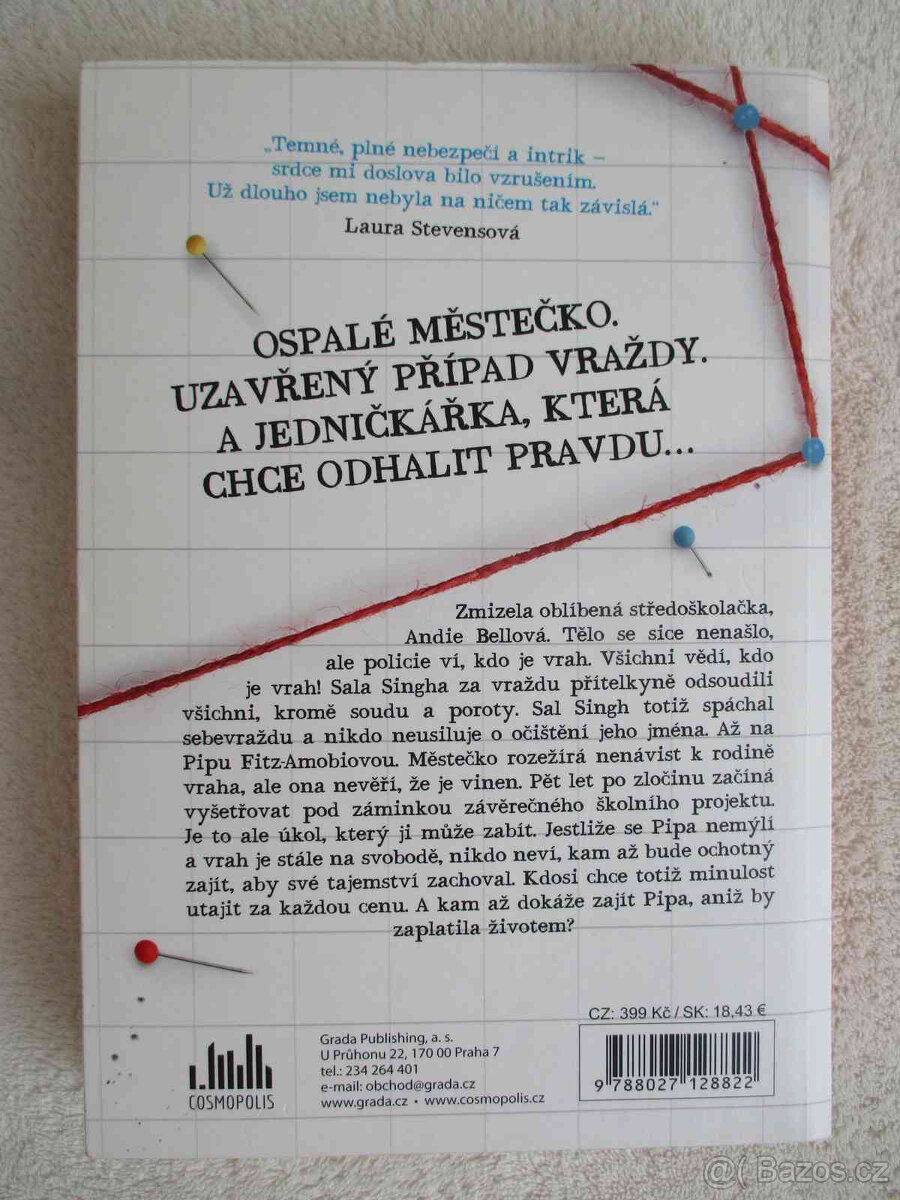 „Temné, plné nebezpečí a intrik –
srdce mi doslova bilo vzrušením.
Už dlouho jsem nebyla na ničem tak závislá.“
Laura Stevensová
OSPALÉ MĚSTEČKO.
UZAVŘENÝ PŘÍPAD VRAŽDY.
A JEDNIČKÁŘKA, KTERÁ
CHCE ODHALIT PRAVDU...
Zmizela oblíbená středoškolačka,
Andie Bellová. Tělo se sice nenašlo,
ale policie ví, kdo je vrah. Všichni vědí, kdo
je vrah! Sala Singha za vraždu přítelkyně odsoudili
všichni, kromě soudu a poroty. Sal Singh totiž spáchal
sebevraždu a nikdo neusiluje o očištění jeho jména. Až na
Pipu Fitz-Amobiovou. Městečko rozežírá nenávist k rodině
vraha, ale ona nevěří, že je vinen. Pět let po zločinu začíná
vyšetřovat pod záminkou závěrečného školního projektu.
Je to ale úkol, který ji může zabít. Jestliže se Pipa nemýlí
a vrah je stále na svobodě, nikdo neví, kam až bude ochotný
zajít, aby své tajemství zachoval. Kdosi chce totiž minulost
utajit za každou cenu. A kam až dokáže zajít Pipa, aniž by
zaplatila životem?
CZ: 399 Kč / SK: 18,43 €
COSMOPOLIS
Grada Publishing, a. s.
U Průhonu 22, 170 00 Praha 7
tel.: 234 264 401
e-mail: obchod@grada.cz
www.grada.cz • www.cosmopolis.cz
9 788027 128822
@( Bazos.cz